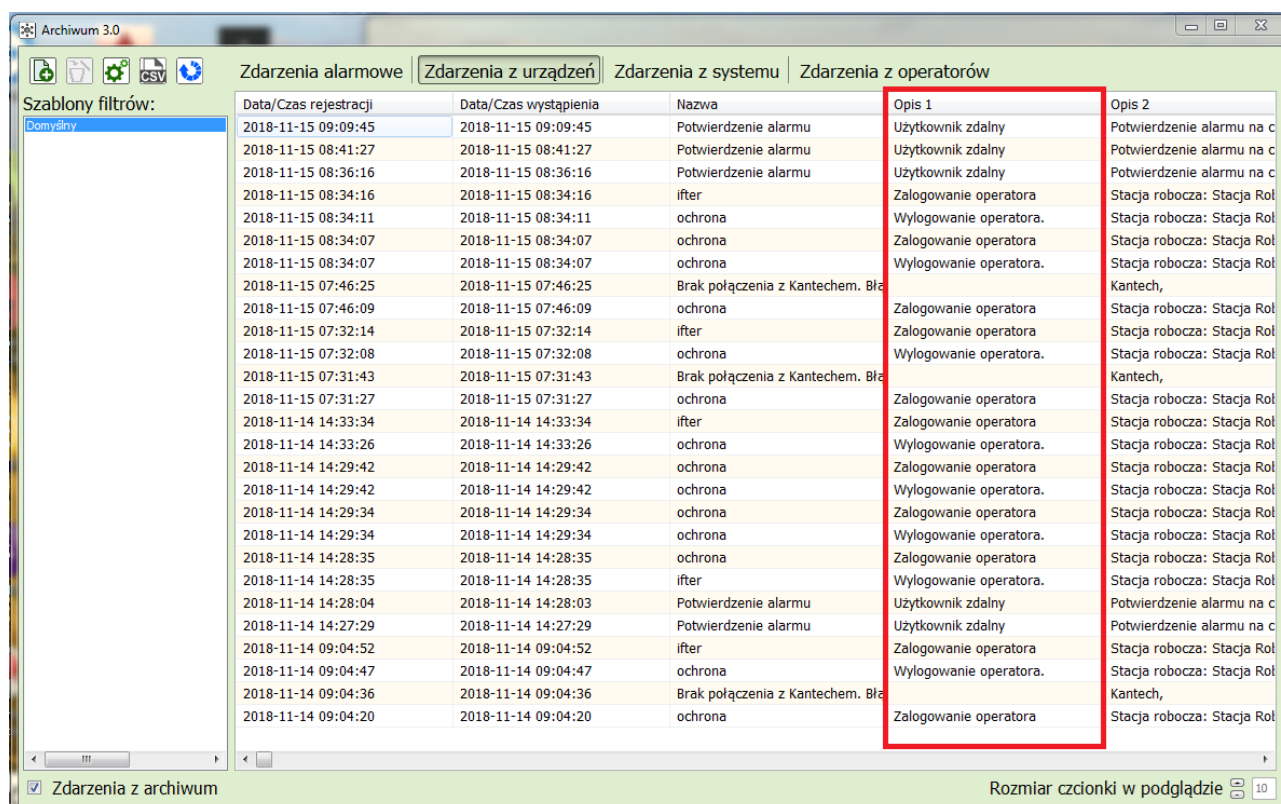 Archiwum 3.0
CSV
Zdarzenia alarmowe Zdarzenia z urządzeń Zdarzenia z systemu Zdarzenia z operatorów
Szablony filtrów:
Domyślny
Data/Czas rejestracji Data/Czas wystąpienia Nazwa Opis 1 Opis 2
2018-11-15 09:09:45 2018-11-15 09:09:45 Potwierdzenie alarmu Użytkownik zdalny Potwierdzenie alarmu na c
2018-11-15 08:41:27 2018-11-15 08:41:27 Potwierdzenie alarmu Użytkownik zdalny Potwierdzenie alarmu na c
2018-11-15 08:36:16 2018-11-15 08:36:16 Potwierdzenie alarmu Użytkownik zdalny Potwierdzenie alarmu na c
2018-11-15 08:34:16 2018-11-15 08:34:16 ifter Zalogowanie operatora Stacja robocza: Stacja Rob
2018-11-15 08:34:11 2018-11-15 08:34:11 ochrona Wylogowanie operatora. Stacja robocza: Stacja Rob
2018-11-15 08:34:07 2018-11-15 08:34:07 ochrona Zalogowanie operatora Stacja robocza: Stacja Rob
2018-11-15 08:34:07 2018-11-15 08:34:07 ochrona Wylogowanie operatora. Stacja robocza: Stacja Rob
2018-11-15 07:46:25 2018-11-15 07:46:25 Brak połączenia z Kantechem. Błą Kantech,
2018-11-15 07:46:09 2018-11-15 07:46:09 ochrona Zalogowanie operatora Stacja robocza: Stacja Rob
2018-11-15 07:32:14 2018-11-15 07:32:14 ifter Zalogowanie operatora Stacja robocza: Stacja Rob
2018-11-15 07:32:08 2018-11-15 07:32:08 ochrona Wylogowanie operatora. Stacja robocza: Stacja Rob
2018-11-15 07:31:43 2018-11-15 07:31:43 Brak połączenia z Kantechem. Błą Kantech,
2018-11-15 07:31:27 2018-11-15 07:31:27 ochrona Zalogowanie operatora Stacja robocza: Stacja Rob
2018-11-14 14:33:34 2018-11-14 14:33:34 ifter Zalogowanie operatora Stacja robocza: Stacja Rob
2018-11-14 14:33:26 2018-11-14 14:33:26 ochrona Wylogowanie operatora. Stacja robocza: Stacja Rob
2018-11-14 14:29:42 2018-11-14 14:29:42 ochrona Zalogowanie operatora Stacja robocza: Stacja Rob
2018-11-14 14:29:42 2018-11-14 14:29:42 ochrona Wylogowanie operatora. Stacja robocza: Stacja Rob
2018-11-14 14:29:34 2018-11-14 14:29:34 ochrona Zalogowanie operatora Stacja robocza: Stacja Rob
2018-11-14 14:29:34 2018-11-14 14:29:34 ochrona Wylogowanie operatora. Stacja robocza: Stacja Rob
2018-11-14 14:28:35 2018-11-14 14:28:35 ochrona Zalogowanie operatora Stacja robocza: Stacja Rob
2018-11-14 14:28:35 2018-11-14 14:28:35 ifter Wylogowanie operatora. Stacja robocza: Stacja Rob
2018-11-14 14:28:04 2018-11-14 14:28:03 Potwierdzenie alarmu Użytkownik zdalny Potwierdzenie alarmu na c
2018-11-14 14:27:29 2018-11-14 14:27:29 Potwierdzenie alarmu Użytkownik zdalny Potwierdzenie alarmu na c
2018-11-14 09:04:52 2018-11-14 09:04:52 ifter Zalogowanie operatora Stacja robocza: Stacja Rob
2018-11-14 09:04:47 2018-11-14 09:04:47 ochrona Wylogowanie operatora. Stacja robocza: Stacja Rob
2018-11-14 09:04:36 2018-11-14 09:04:36 Brak połączenia z Kantechem. Błą Kantech,
2018-11-14 09:04:20 2018-11-14 09:04:20 ochrona Zalogowanie operatora Stacja robocza: Stacja Rob
Zdarzenia z archiwum Rozmiar czcionki w podglądzie 10